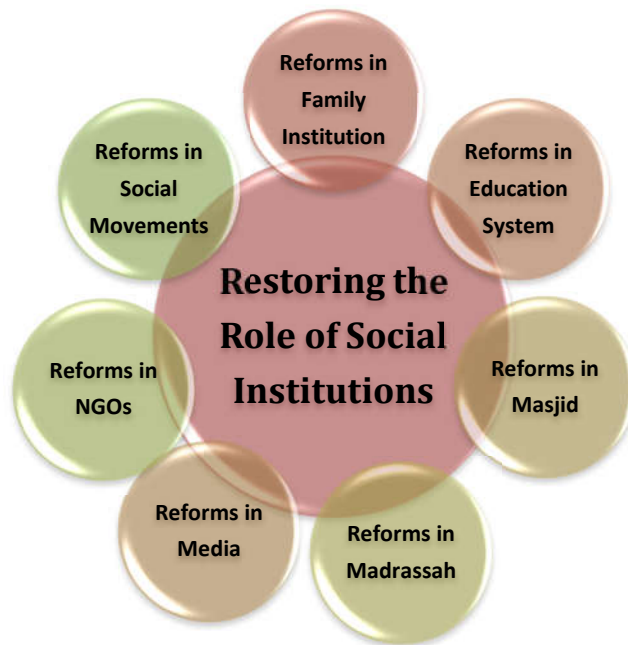 Reforms in
Family
Institution
Reforms in
Education
System
Reforms in
Masjid
Reforms in
Madrassah
Reforms in
Media
Reforms in
NGOs
Reforms in
Social
Movements
Restoring the
Role of Social
Institutions